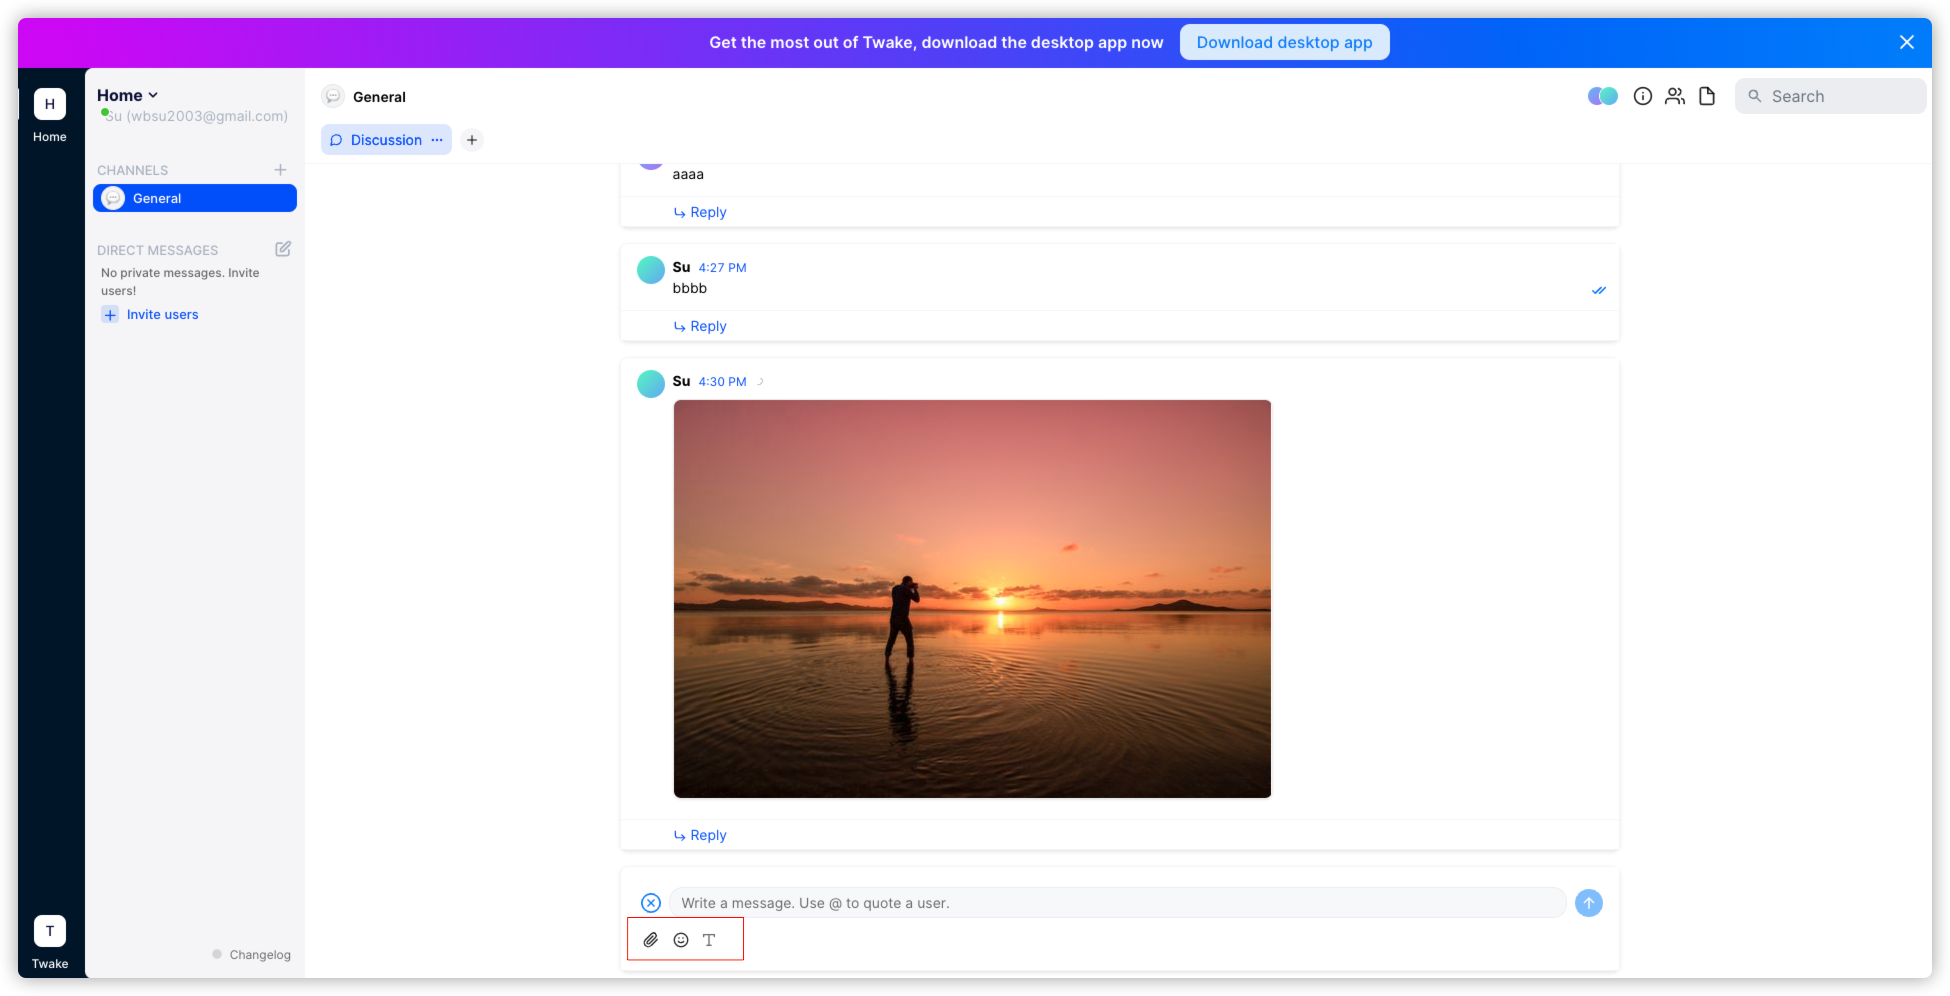 Get the most out of Twake, download the desktop app now
Download desktop app
H
Home
Home
Su (wbsu2003@gmail.com)
CHANNELS
General
DIRECT MESSAGES
No private messages. Invite
users!
Invite users
General
Search
Discussion
aaaa
Reply
Su 4:27 PM
bbbb
Reply
Su 4:30 PM
Reply
Write a message. Use @ to quote a user.
T
T
Twake
Changelog